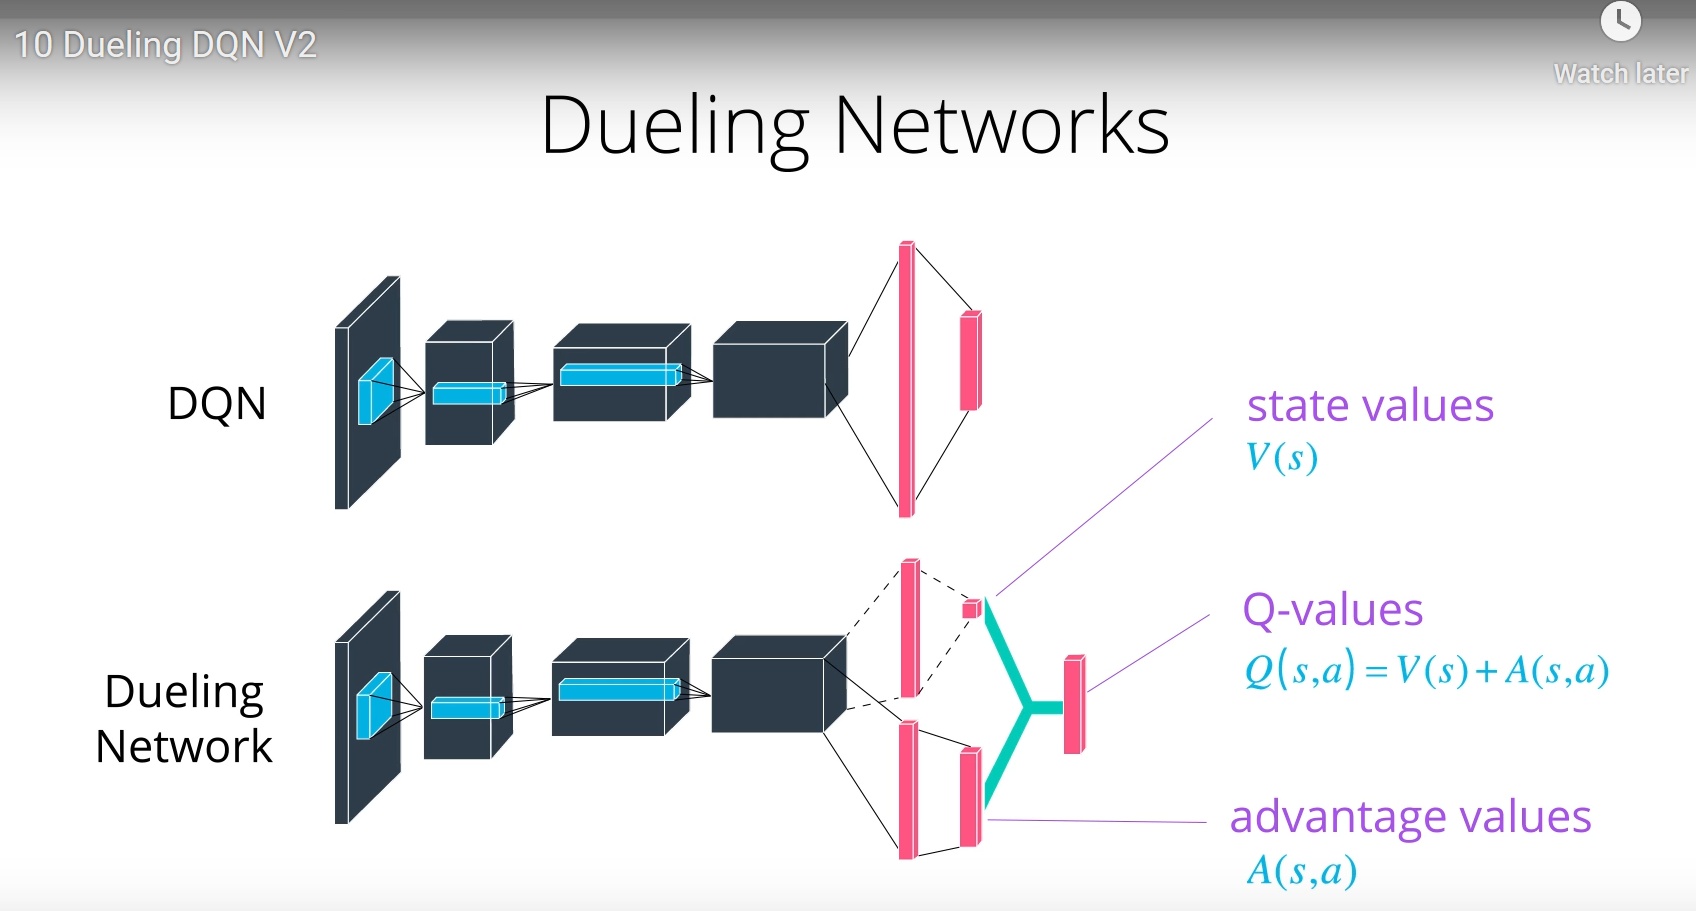 10 Dueling DQN V2
Watch later
Dueling Networks
DQN
state values
V(s)
Dueling
Network
Q-values
Q(s,a) = V(s) + A(s,a)
advantage values
A(s,a)